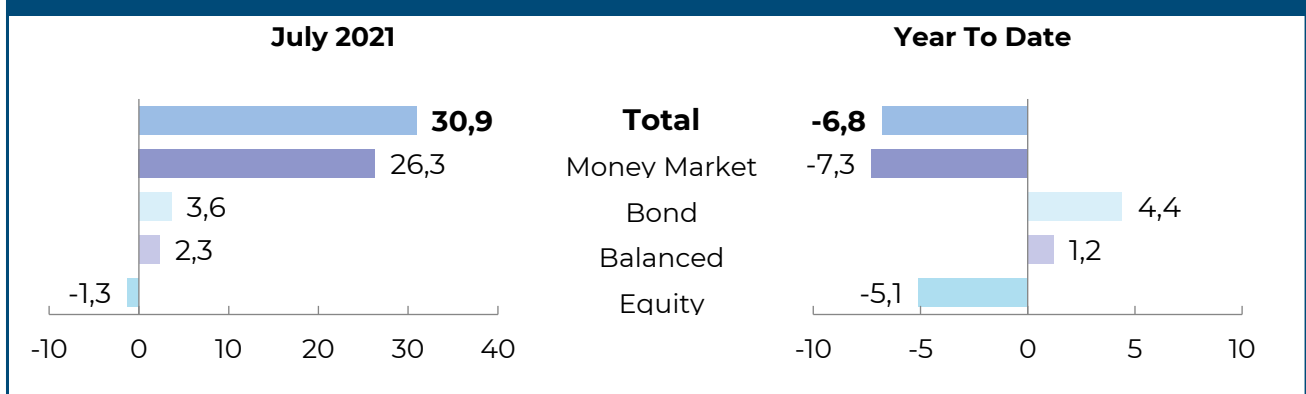 July 2021
Year To Date
30,9
Total
-6,8
26,3
Money Market
-7,3
3,6
Bond
4,4
2,3
Balanced
1,2
-1,3
Equity
-5,1
-10 0 10 20 30 40
-10 -5 0 5 10